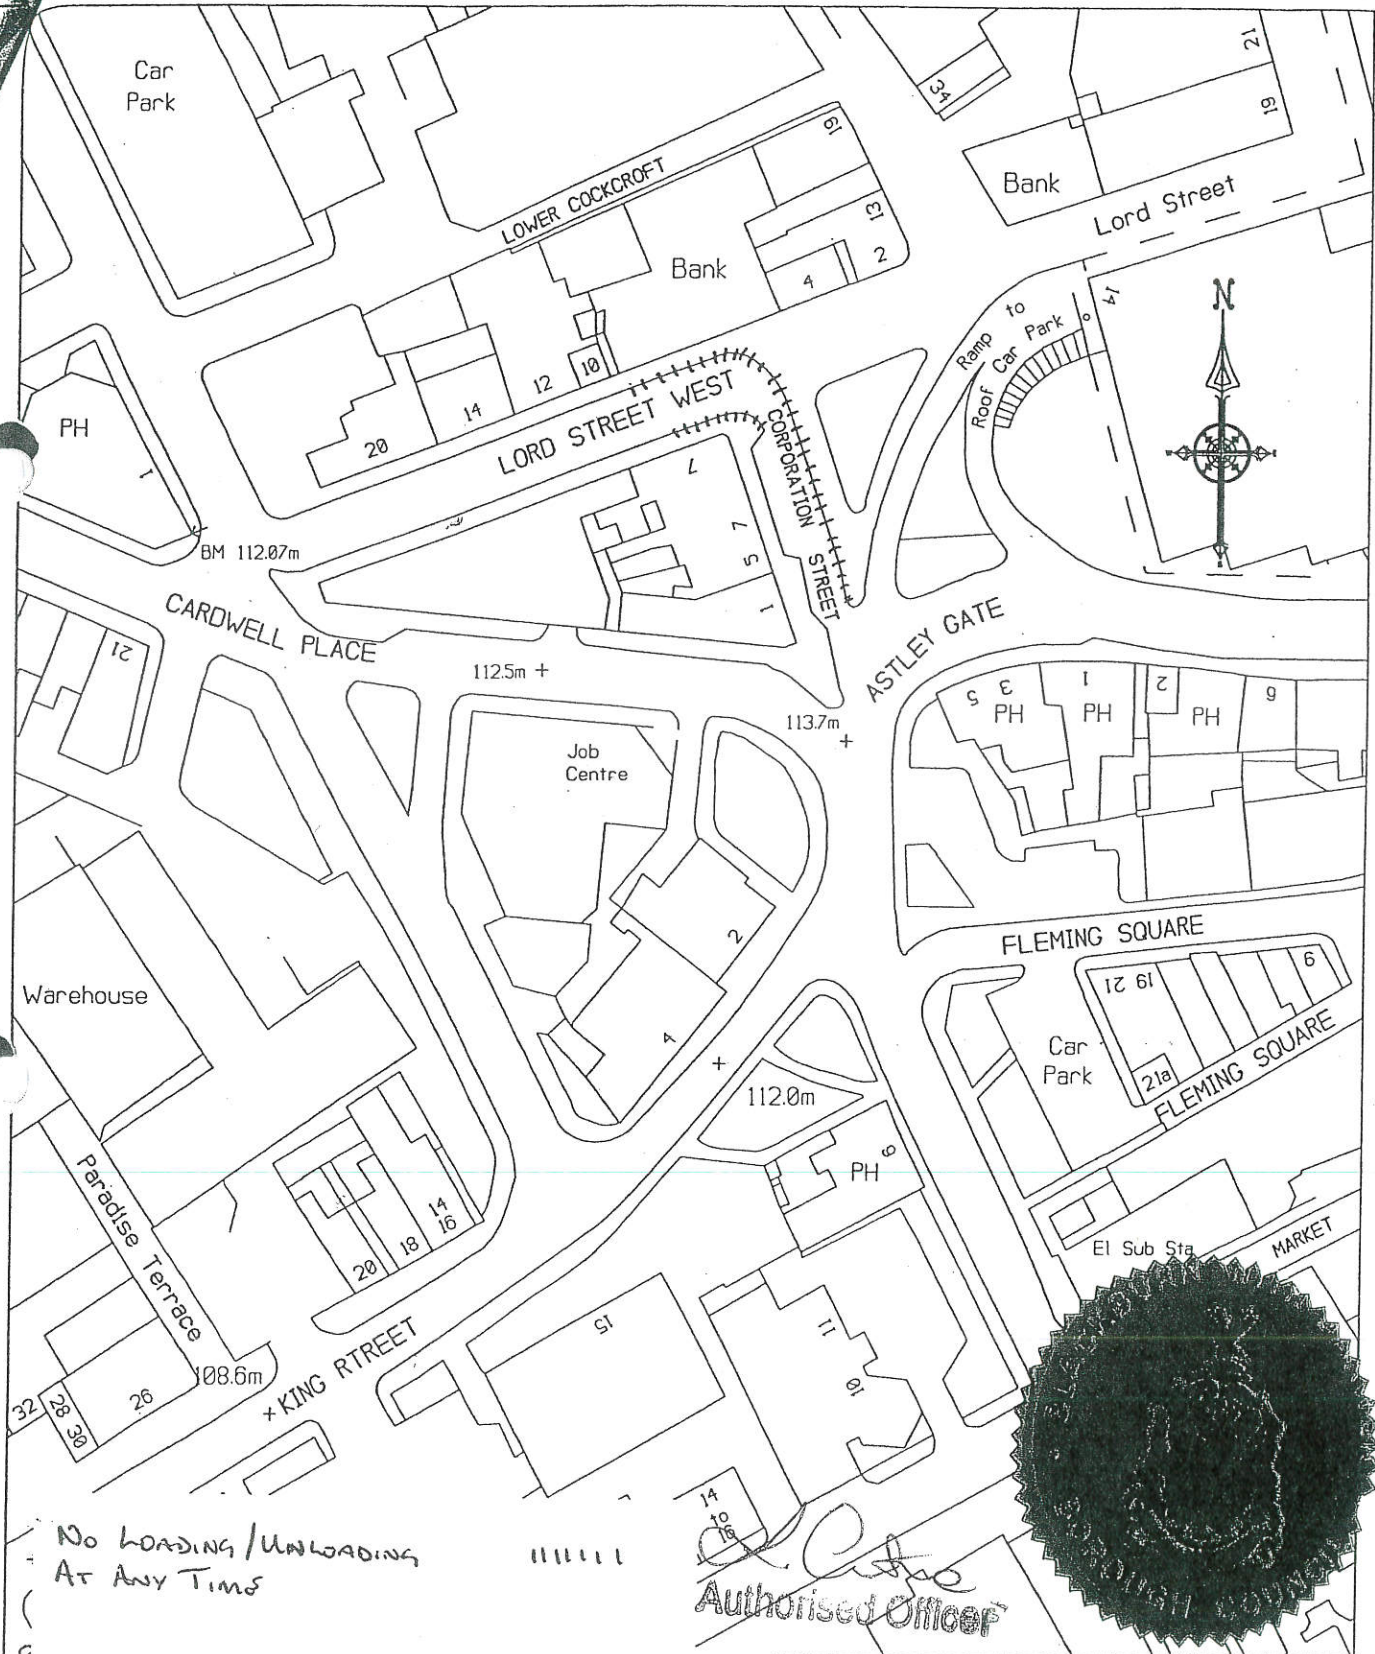 Car
Park
34
21
19
Bank
Lord Street
LOWER COCKCROFT
19
13
2
4
Bank
10
12
14
20
LORD STREET WEST
CORPORATION STREET
Ramp to
Roof Car Park
14
N
PH
1
BM 112.07m
7
7
5
1
CARDWELL PLACE
21
112.5m +
ASTLEY GATE
113.7m
+
5 3
PH
1
PH
2
PH
6
Job
Centre
2
4
Warehouse
FLEMING SQUARE
19 21
9
Car
Park
21a
FLEMING SQUARE
+
112.0m
PH
9
Paradise Terrace
14
16
18
20
El Sub Sta
MARKET
15
11
10
KING RTREET
+
108.6m
26
28 30
32
14
to
16
NO LOADING/UNLOADING
AT ANY TIME
Authorised Officer